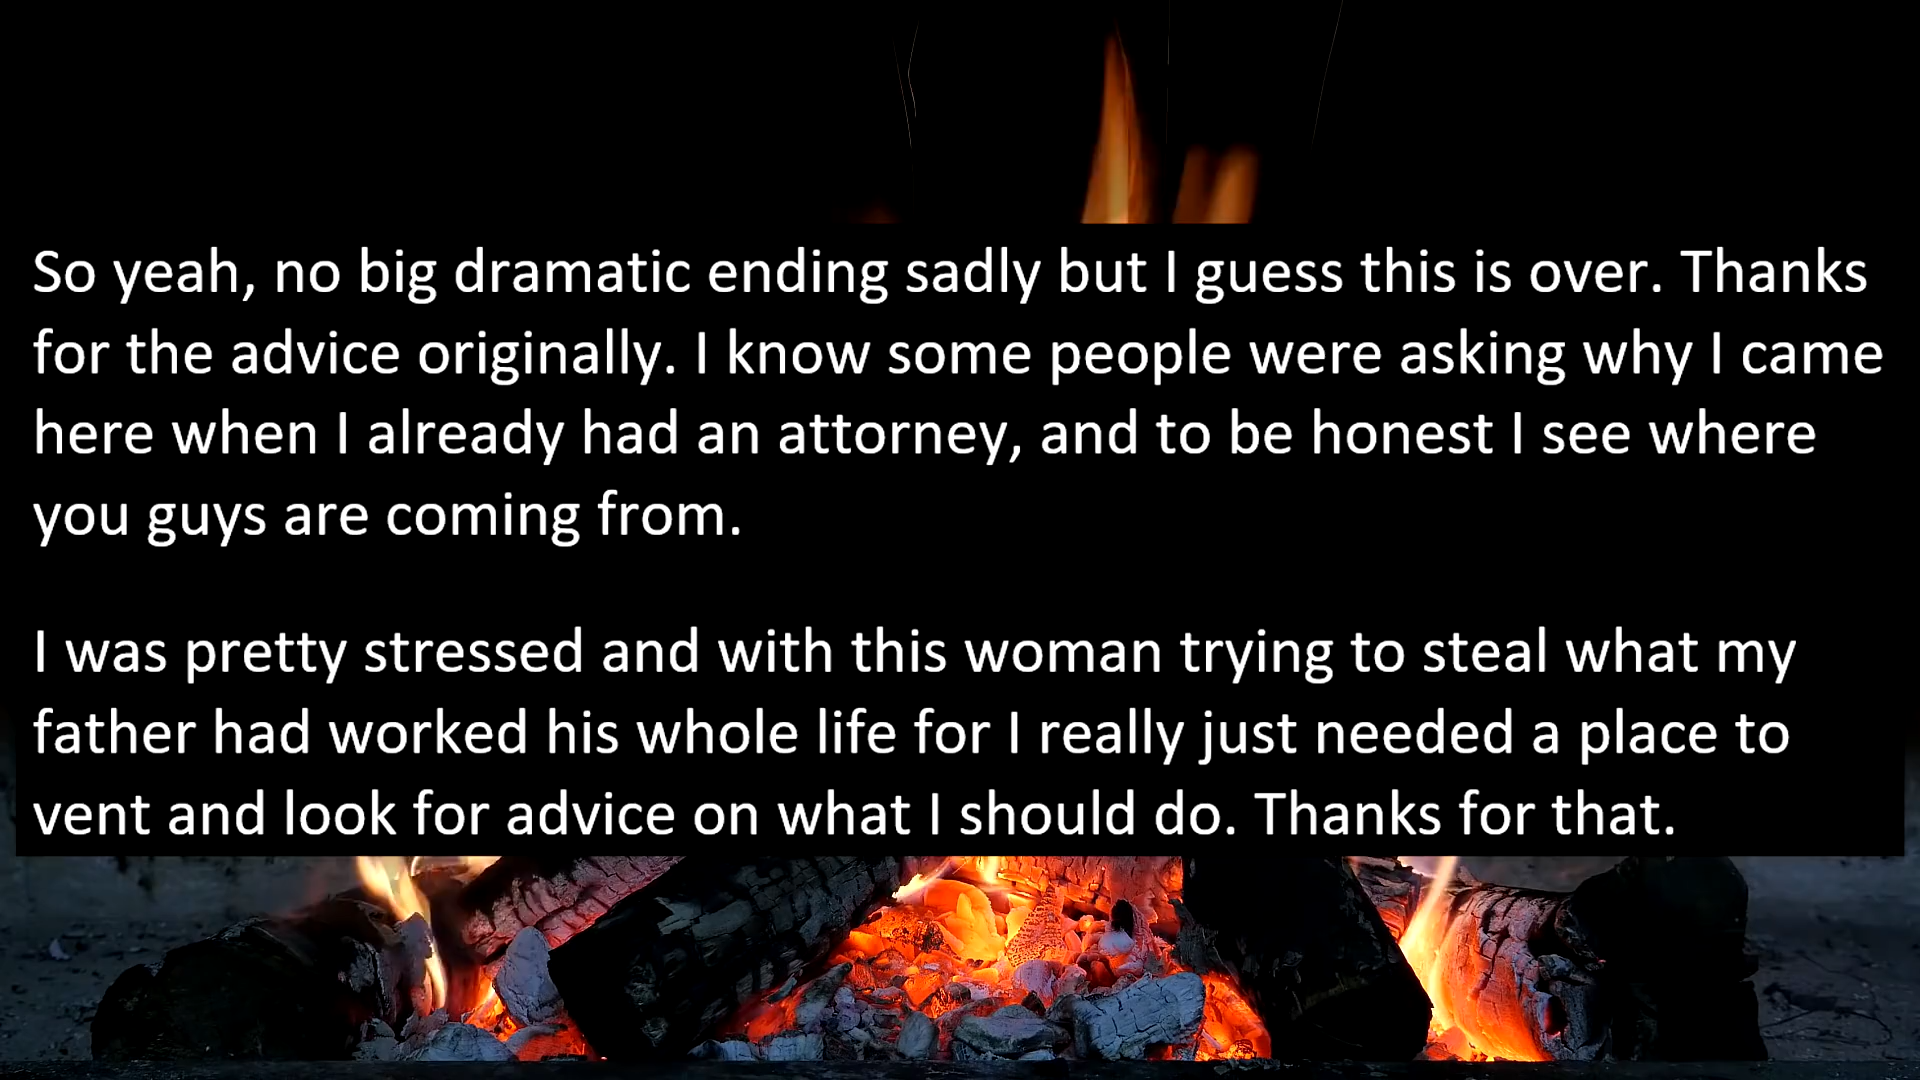 So yeah, no big dramatic ending sadly but I guess this is over. Thanks
for the advice originally. I know some people were asking why I came
here when I already had an attorney, and to be honest I see where
you guys are coming from.
I was pretty stressed and with this woman trying to steal what my
father had worked his whole life for I really just needed a place to
vent and look for advice on what I should do. Thanks for that.